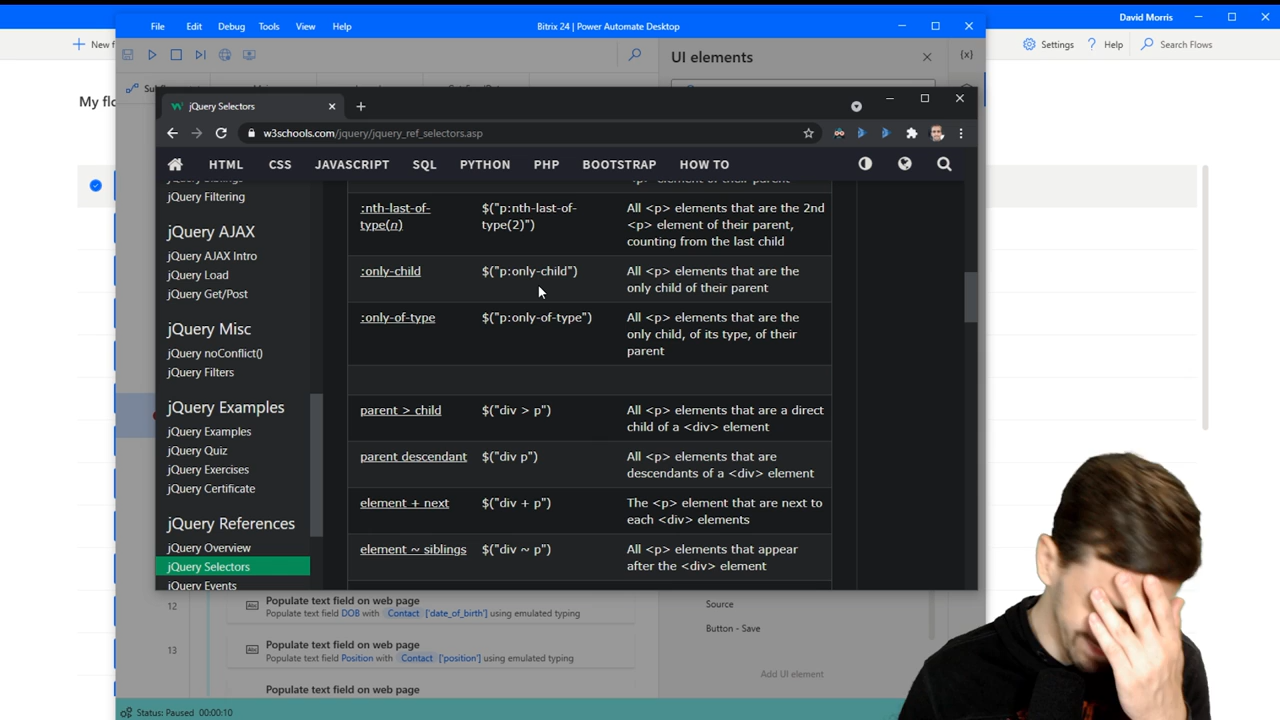 David Morris
File Edit Debug Tools View Help
Bitrix 24 | Power Automate Desktop
New f
Settings
Help
Search Flows
UI elements
{x}
My flo
jQuery Selectors
w3schools.com/jquery/jquery_ref_selectors.asp
HTML CSS JAVASCRIPT SQL PYTHON PHP BOOTSTRAP HOW TO
jQuery Filtering
jQuery AJAX
jQuery AJAX Intro
jQuery Load
jQuery Get/Post
jQuery Misc
jQuery noConflict()
jQuery Filters
jQuery Examples
jQuery Examples
jQuery Quiz
jQuery Exercises
jQuery Certificate
jQuery References
jQuery Overview
jQuery Selectors
jQuery Events
<p> element of their parent
:nth-last-of-
type(n)
$("p:nth-last-of-
type(2)")
All <p> elements that are the 2nd
<p> element of their parent,
counting from the last child
:only-child
$("p:only-child")
All <p> elements that are the
only child of their parent
:only-of-type
$("p:only-of-type")
All <p> elements that are the
only child, of its type, of their
parent
parent > child
$("div > p")
All <p> elements that are a direct
child of a <div> element
parent descendant
$("div p")
All <p> elements that are
descendants of a <div> element
element + next
$("div + p")
The <p> element that are next to
each <div> elements
element ~ siblings
$("div ~ p")
All <p> elements that appear
after the <div> element
12
Abc
Populate text field on web page
Populate text field DOB with Contact ['date_of_birth'] using emulated typing
13
Abc
Populate text field on web page
Populate text field Position with Contact ['position'] using emulated typing
Populate text field on web page
Source
Button - Save
Add UI element
Status: Paused 00:00:10